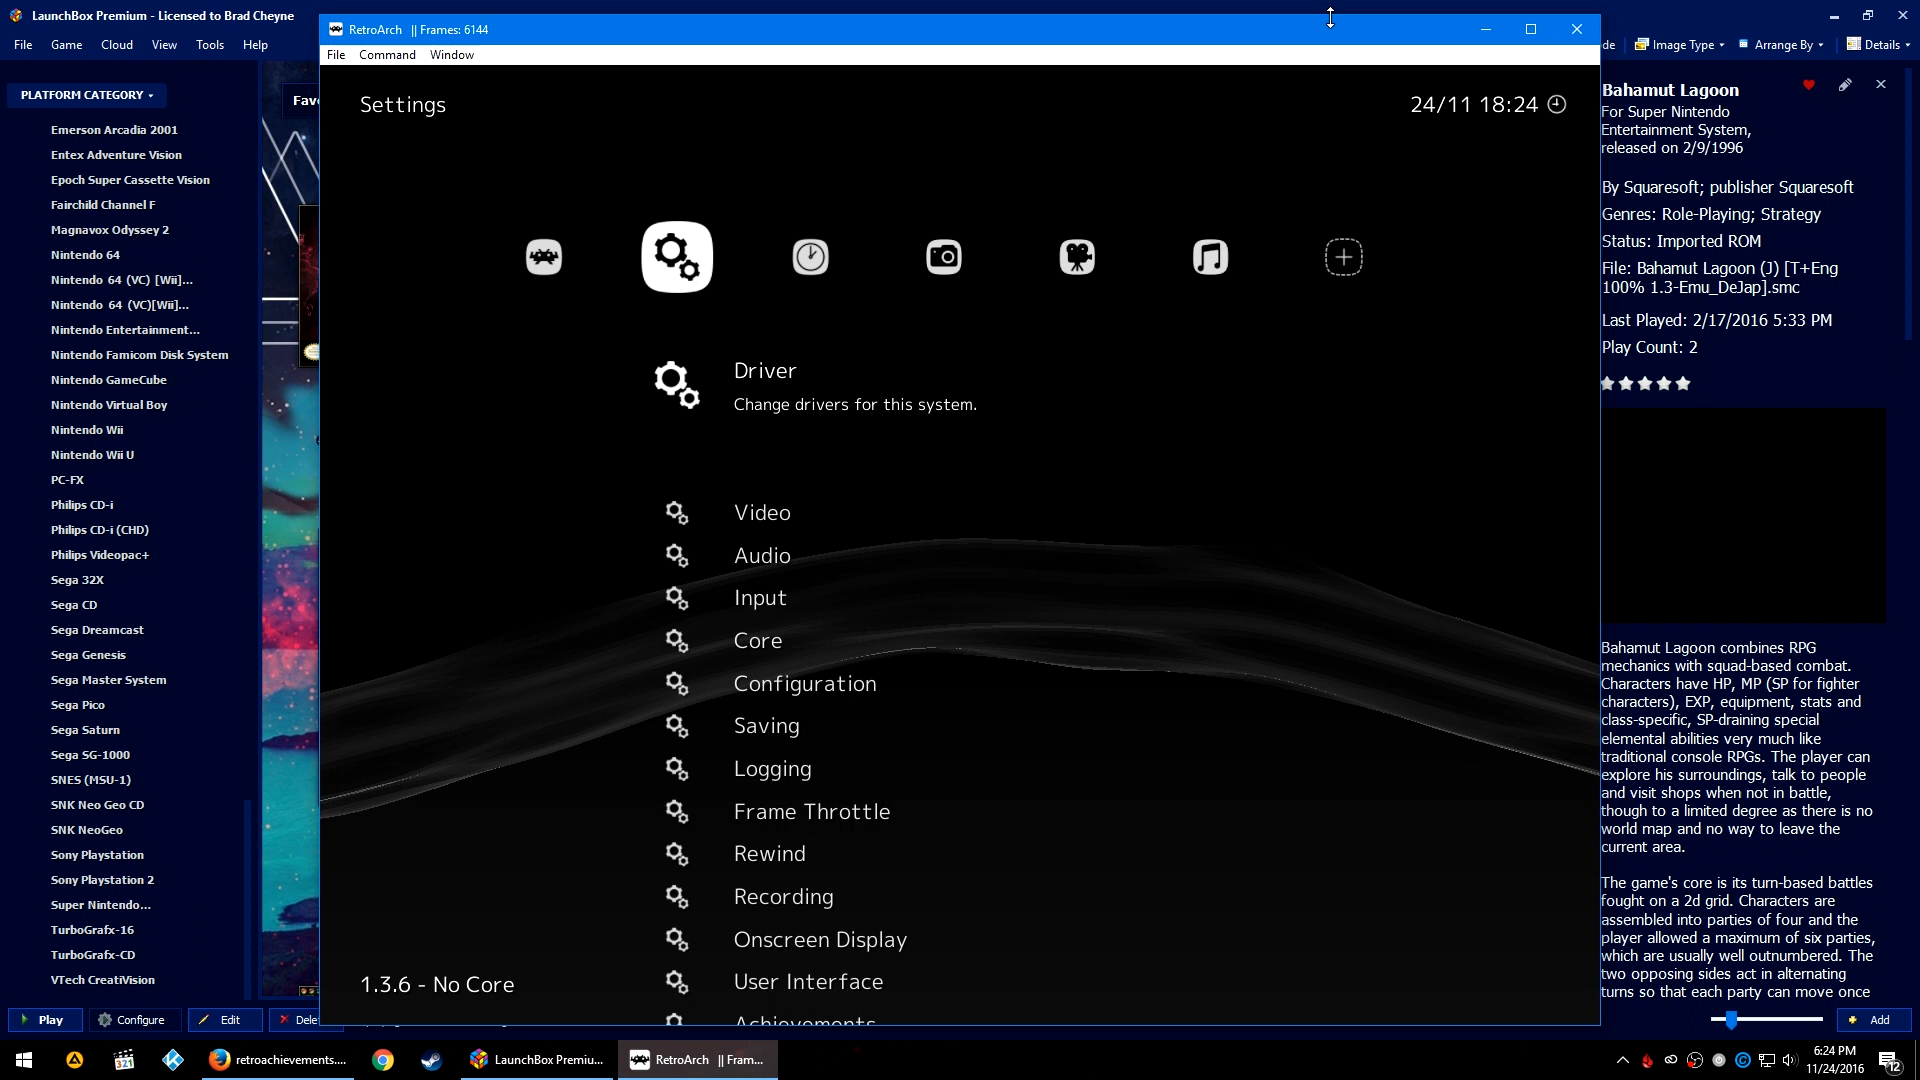 LaunchBox Premium - Licensed to Brad Cheyne
File Game Cloud View Tools Help
Image Type Arrange By Details
PLATFORM CATEGORY
Emerson Arcadia 2001
Entex Adventure Vision
Epoch Super Cassette Vision
Fairchild Channel F
Magnavox Odyssey 2
Nintendo 64
Nintendo 64 (VC) [Wii]...
Nintendo 64 (VC)[Wii]...
Nintendo Entertainment...
Nintendo Famicom Disk System
Nintendo GameCube
Nintendo Virtual Boy
Nintendo Wii
Nintendo Wii U
PC-FX
Philips CD-i
Philips CD-i (CHD)
Philips Videopac+
Sega 32X
Sega CD
Sega Dreamcast
Sega Genesis
Sega Master System
Sega Pico
Sega Saturn
Sega SG-1000
SNES (MSU-1)
SNK Neo Geo CD
SNK NeoGeo
Sony Playstation
Sony Playstation 2
Super Nintendo...
TurboGrafx-16
TurboGrafx-CD
VTech CreatiVision
Play Configure Edit
RetroArch || Frames: 6144
File Command Window
Settings
24/11 18:24
Driver
Change drivers for this system.
Video
Audio
Input
Core
Configuration
Saving
Logging
Frame Throttle
Rewind
Recording
Onscreen Display
User Interface
Achievements
1.3.6 - No Core
Bahamut Lagoon
For Super Nintendo
Entertainment System,
released on 2/9/1996
By Squaresoft; publisher Squaresoft
Genres: Role-Playing; Strategy
Status: Imported ROM
File: Bahamut Lagoon (J) [T+Eng
100% 1.3-Emu_DeJap].smc
Last Played: 2/17/2016 5:33 PM
Play Count: 2
Bahamut Lagoon combines RPG
mechanics with squad-based combat.
Characters have HP, MP (SP for fighter
characters), EXP, equipment, stats and
class-specific, SP-draining special
elemental abilities very much like
traditional console RPGs. The player can
explore his surroundings, talk to people
and visit shops when not in battle,
though to a limited degree as there is no
world map and no way to leave the
current area.
The game's core is its turn-based battles
fought on a 2d grid. Characters are
assembled into parties of four and the
player allowed a maximum of six parties,
which are usually well outnumbered. The
two opposing sides act in alternating
turns so that each party can move once
Add
321
retroachievements....
LaunchBox Premiu...
RetroArch || Fram...
6:24 PM
11/24/2016
12